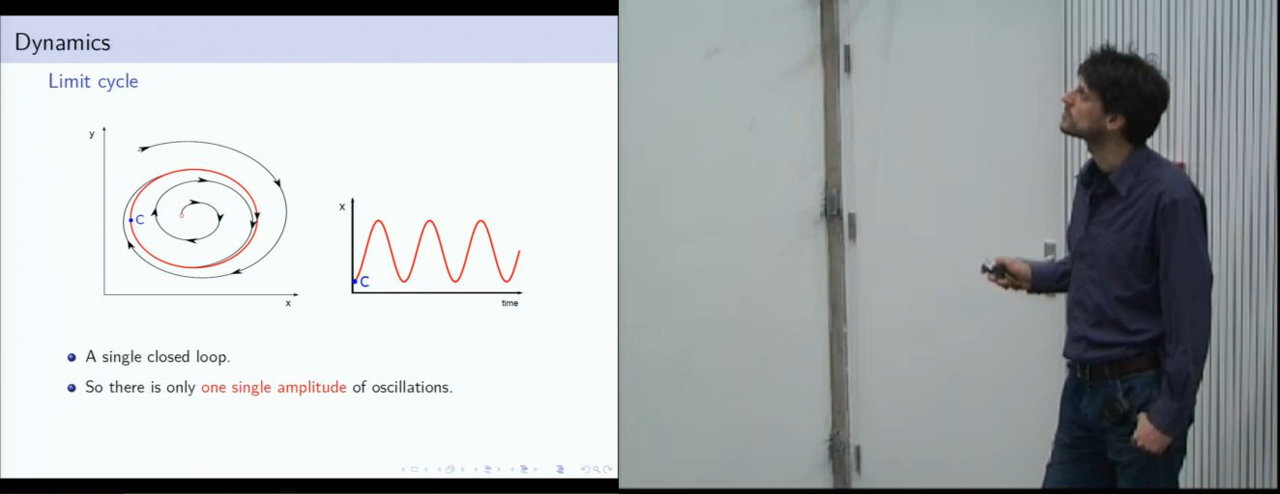 Dynamics
Limit cycle
y
C
x
x
C
time
A single closed loop.
So there is only one single amplitude of oscillations.